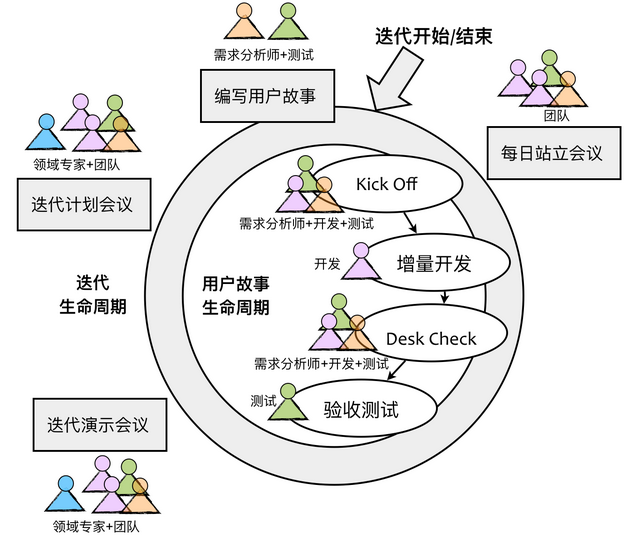 需求分析师+测试
编写用户故事
迭代开始/结束
团队
每日站立会议
领域专家+团队
迭代计划会议
Kick Off
需求分析师+开发+测试
开发
增量开发
迭代
生命周期
用户故事
生命周期
Desk Check
需求分析师+开发+测试
测试
验收测试
迭代演示会议
领域专家+团队